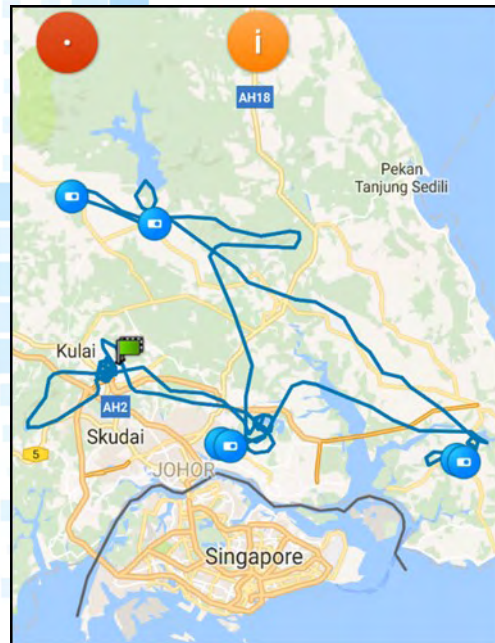 i
AH18
Pekan
Tanjung Sedili
Kulai
AH2
Skudai
5
JOHOR
Singapore